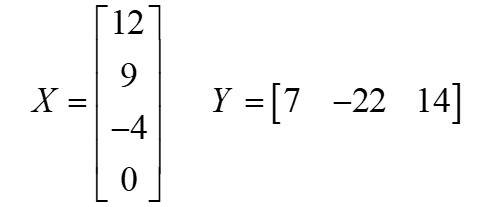 X = [12 9 −4 0]
Y = [7 −22 14]